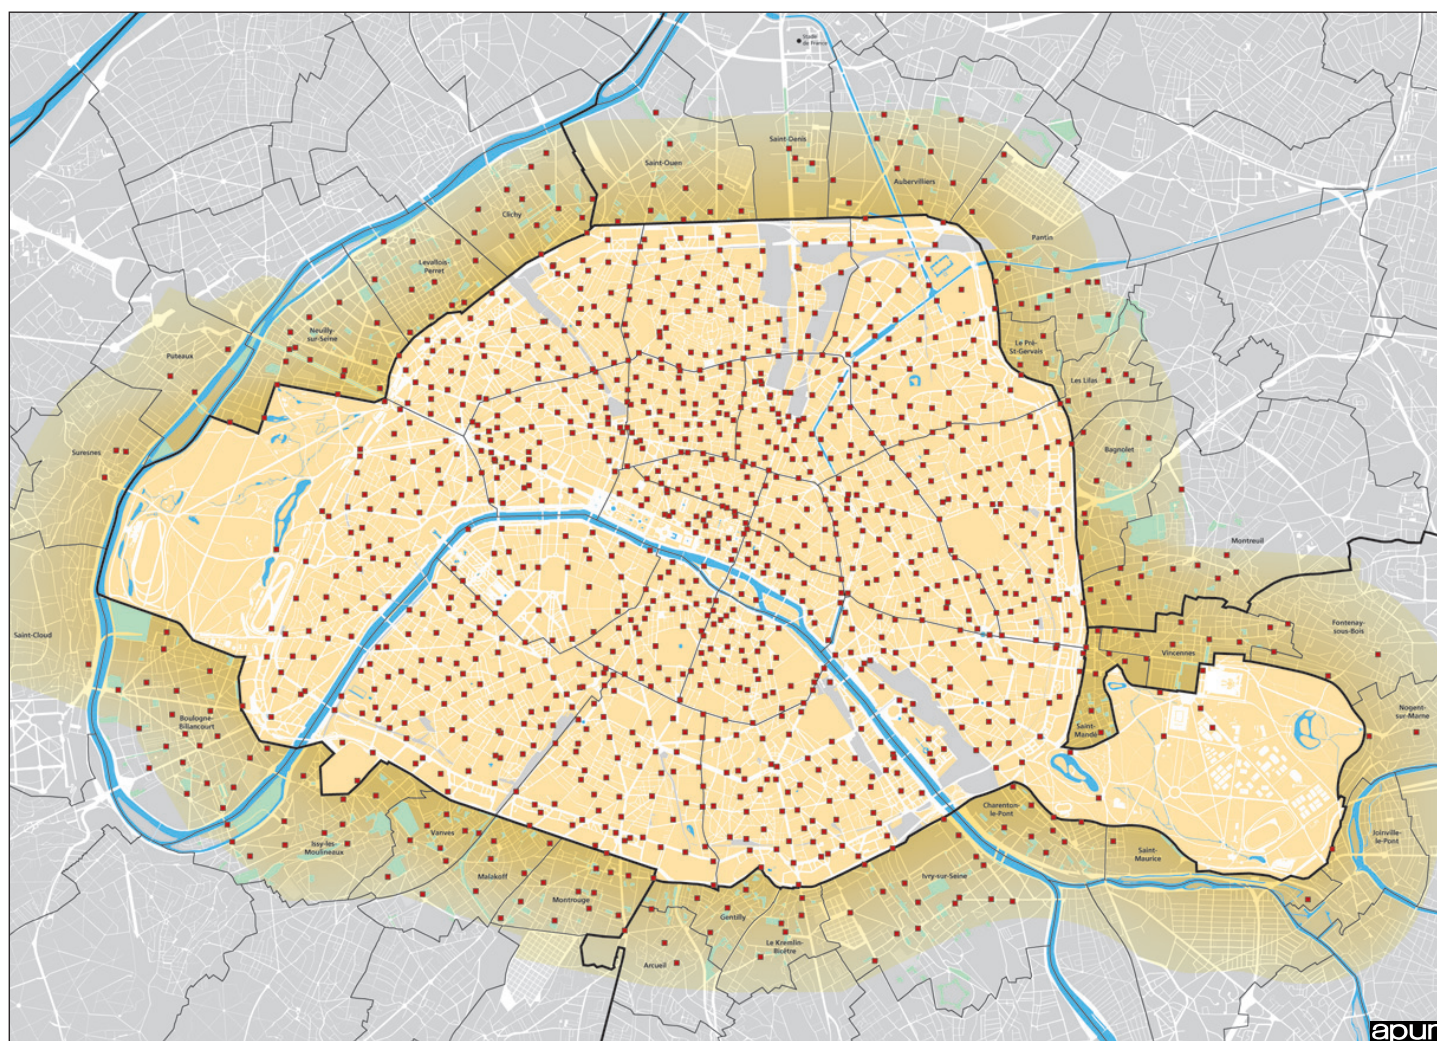 Stade
de France
Saint-Denis
Saint-Ouen
Aubervilliers
Clichy
Pantin
Levallois-
Perret
Neuilly-
sur-Seine
Le Pré-
St-Gervais
Puteaux
Les Lilas
Bagnolet
Suresnes
Montreuil
Fontenay-
sous-Bois
Saint-Cloud
Vincennes
Nogent-
sur-Marne
Boulogne-
Billancourt
Saint-
Mandé
Charenton-
le-Pont
Joinville-
le-Pont
Vanves
Issy-les-
Moulineaux
Saint-
Maurice
Malakoff
Ivry-sur-Seine
Montrouge
Gentilly
Le Kremlin-
Bicêtre
Arcueil
apur